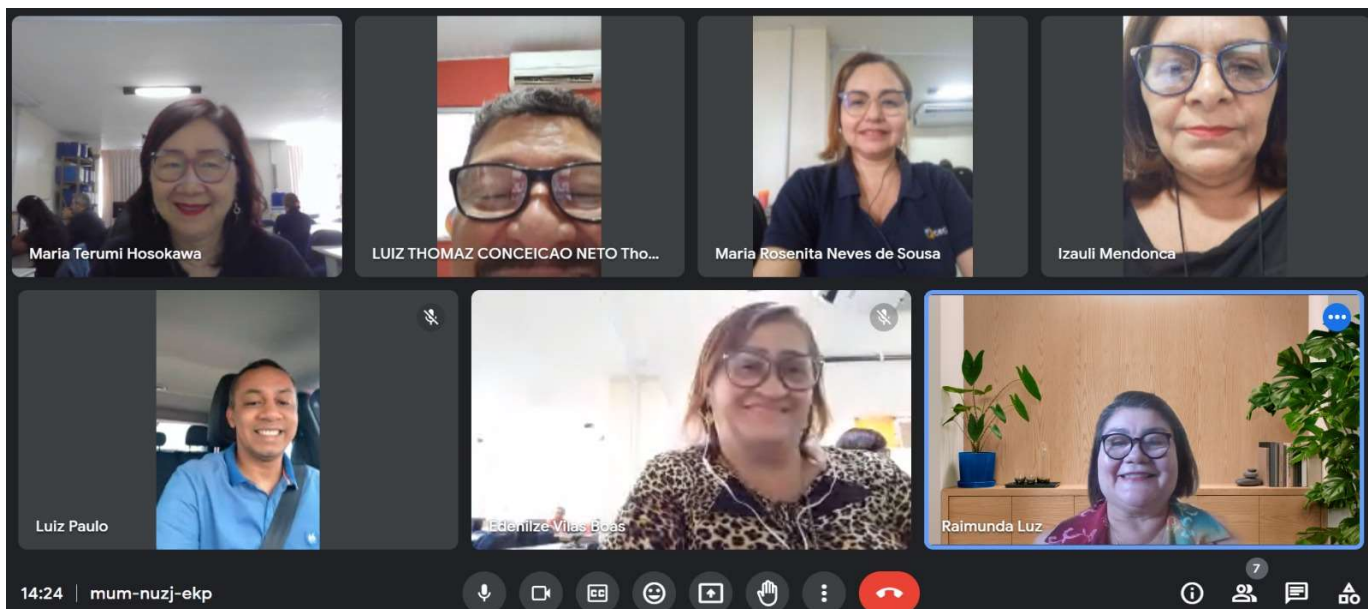 Maria Terumi Hosokawa
LUIZ THOMAZ CONCEICAO NETO Tho...
Maria Rosenita Neves de Sousa
Izauli Mendonca
Luiz Paulo
Edenilze Vilas Boas
Raimunda Luz
7
14:24 | mum-nuzj-ekp
CC